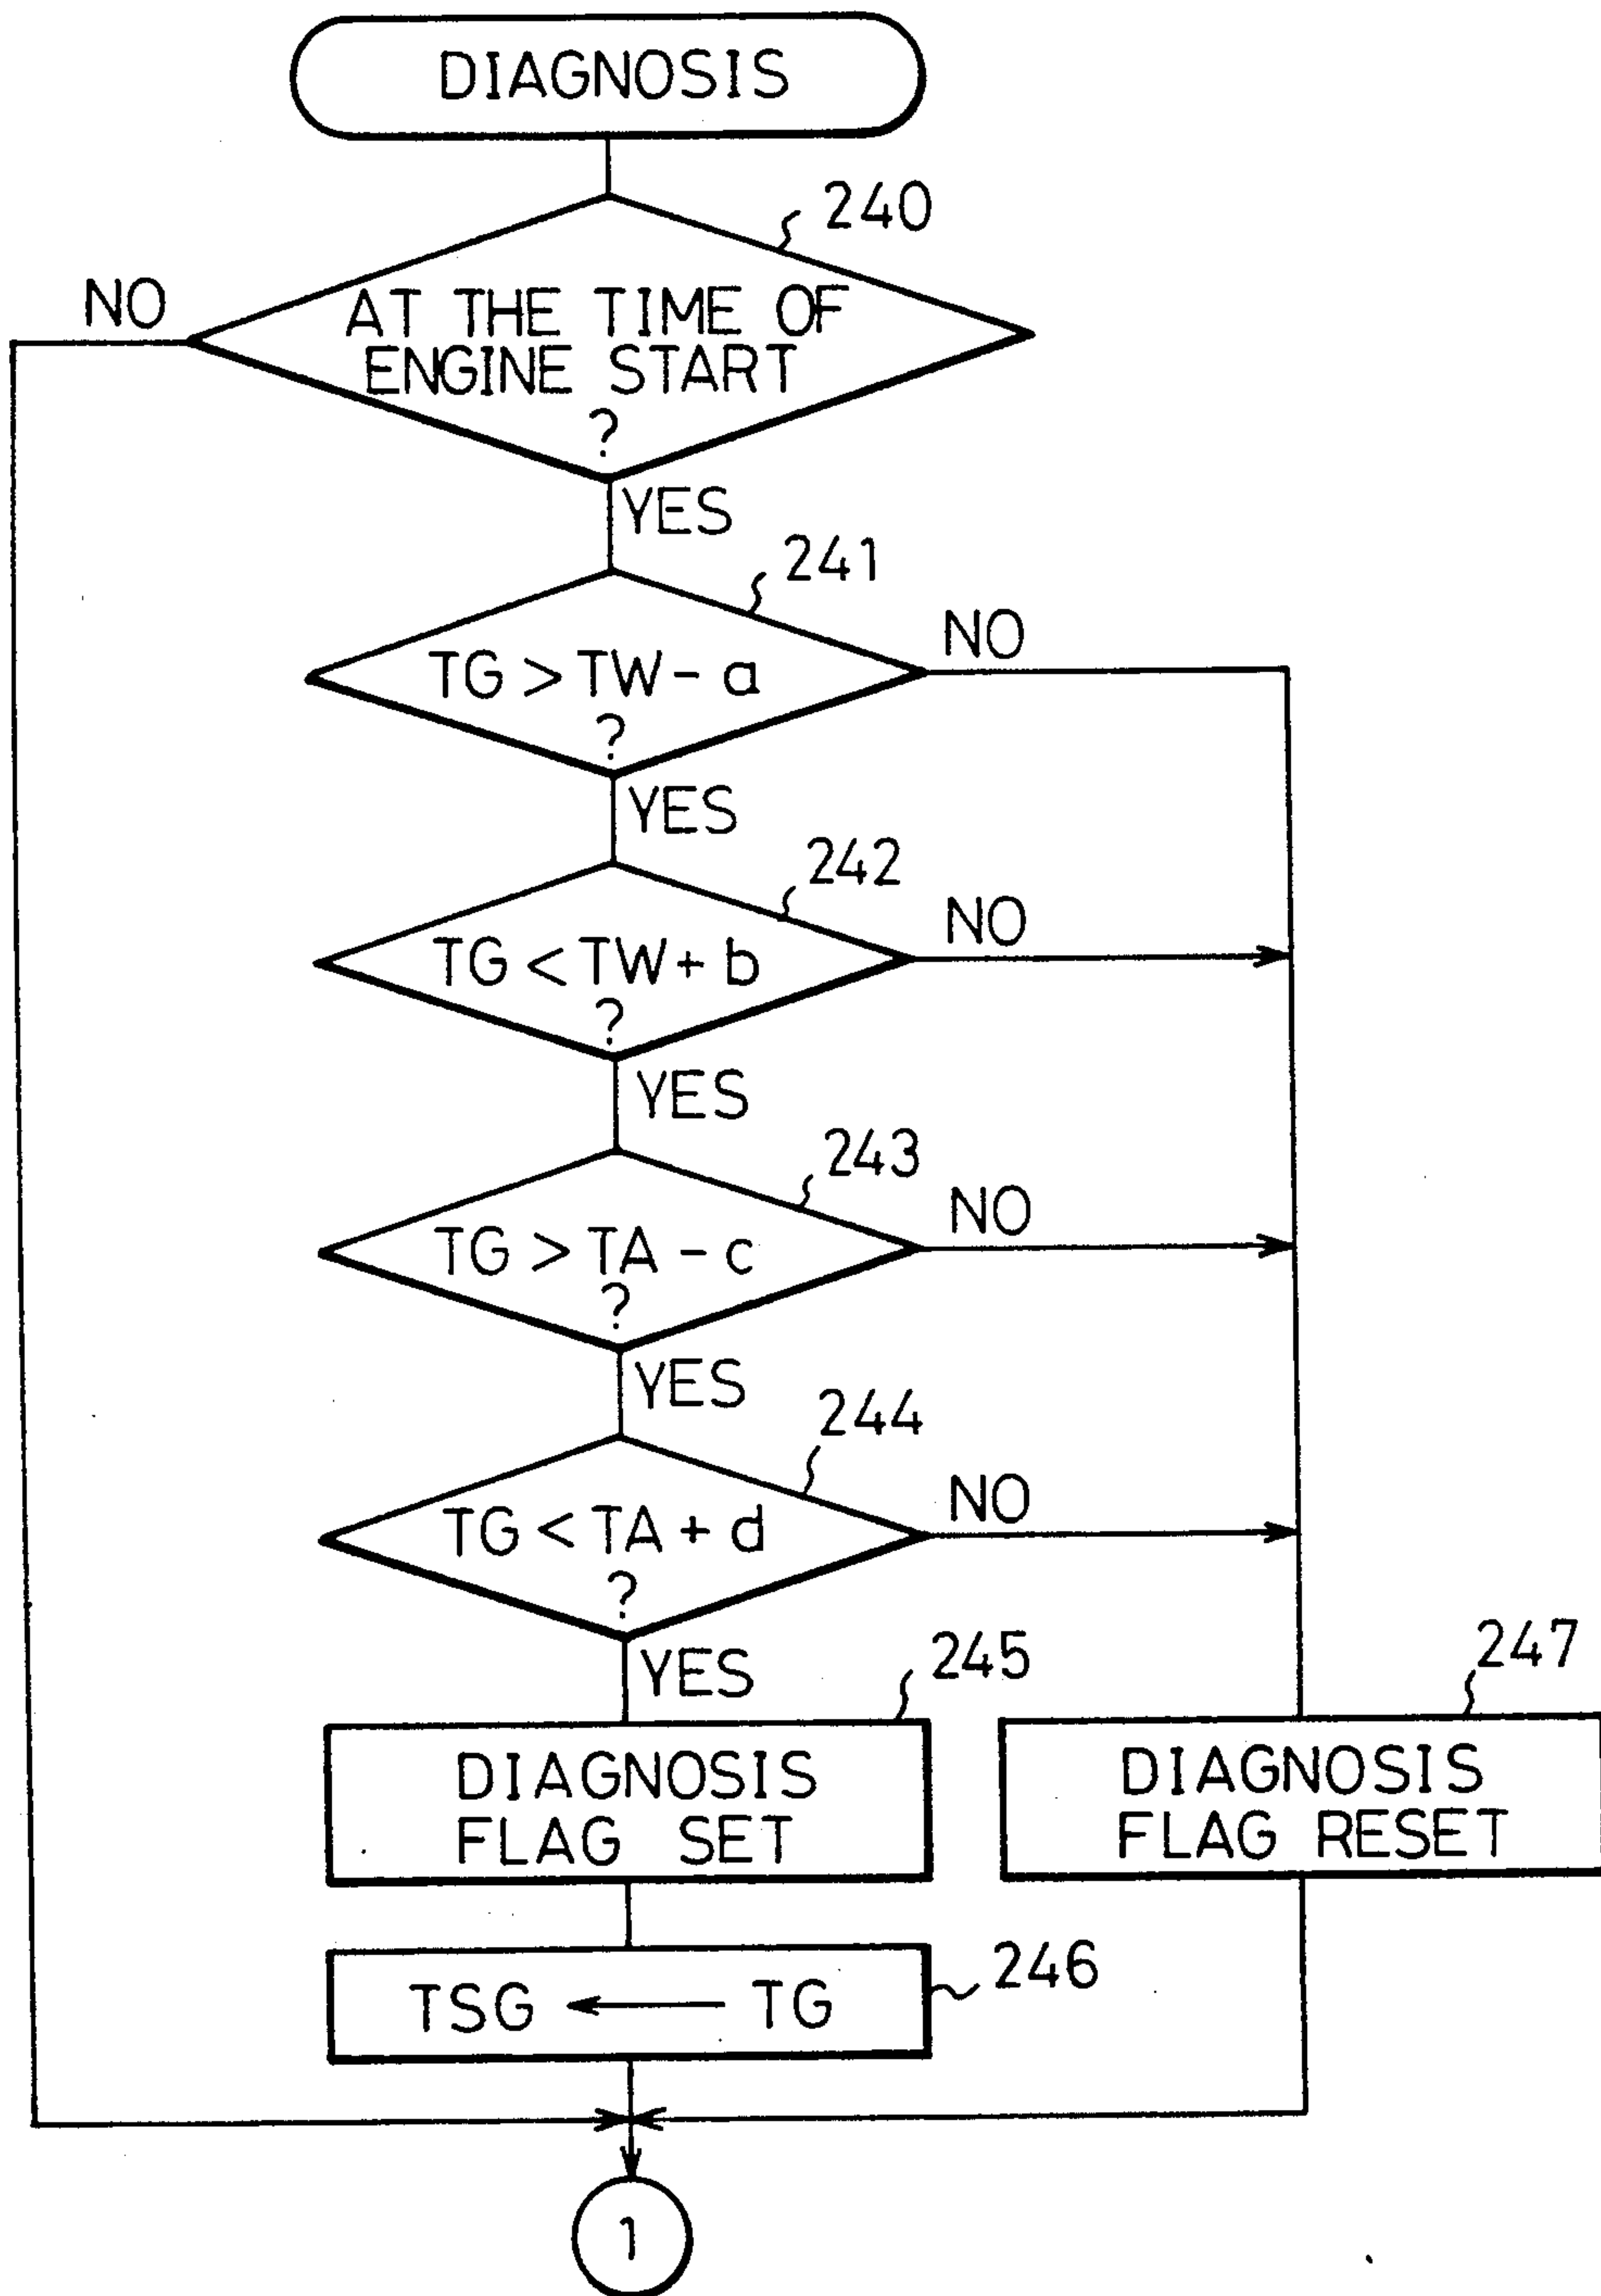 DIAGNOSIS
240
NO
AT THE TIME OF
ENGINE START
?
YES
241
NO
TG > TW - a
?
YES
242
NO
TG < TW + b
?
YES
243
NO
TG > TA - c
?
YES
244
NO
TG < TA + d
?
YES
245
247
DIAGNOSIS
FLAG SET
DIAGNOSIS
FLAG RESET
246
TSG ← TG
1